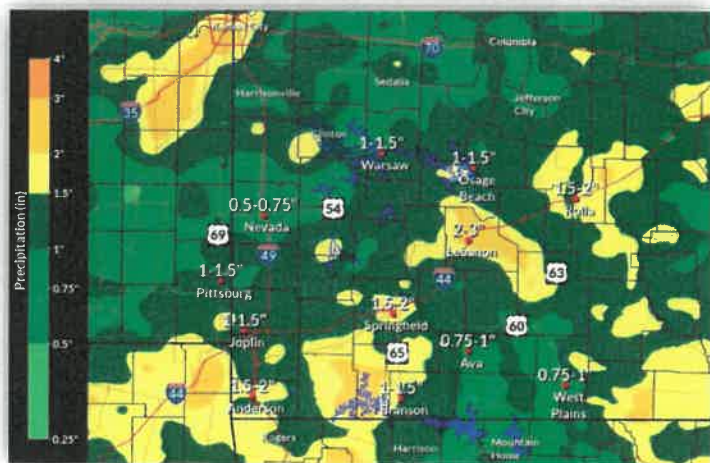 Precipitation (in)
4"
3"
2"
1.5"
1"
0.75"
0.5"
0.25"
70
Columbia
Sedalia
Harrisonville
Jefferson
City
35
Clinton
1-1.5"
Warsaw
1-1.5"
Osage
Beach
1.5-2"
Rolla
0.5-0.75"
Nevada
54
69
2-3"
Lebanon
49
44
63
1-1.5"
Pittsburg
1.5-2"
Springfield
60
1-1.5"
Joplin
65
0.75-1"
Ava
44
1.5-2"
Anderson
1-1.5"
Branson
0.75-1"
West
Plains
Rogers
Harrison
Mountain
Home